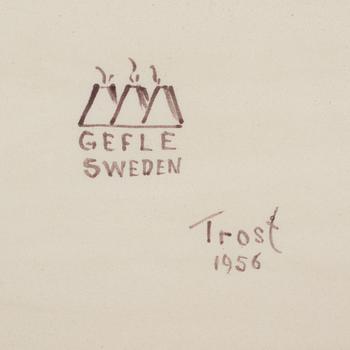 GEFLE
SWEDEN
Trost
1956